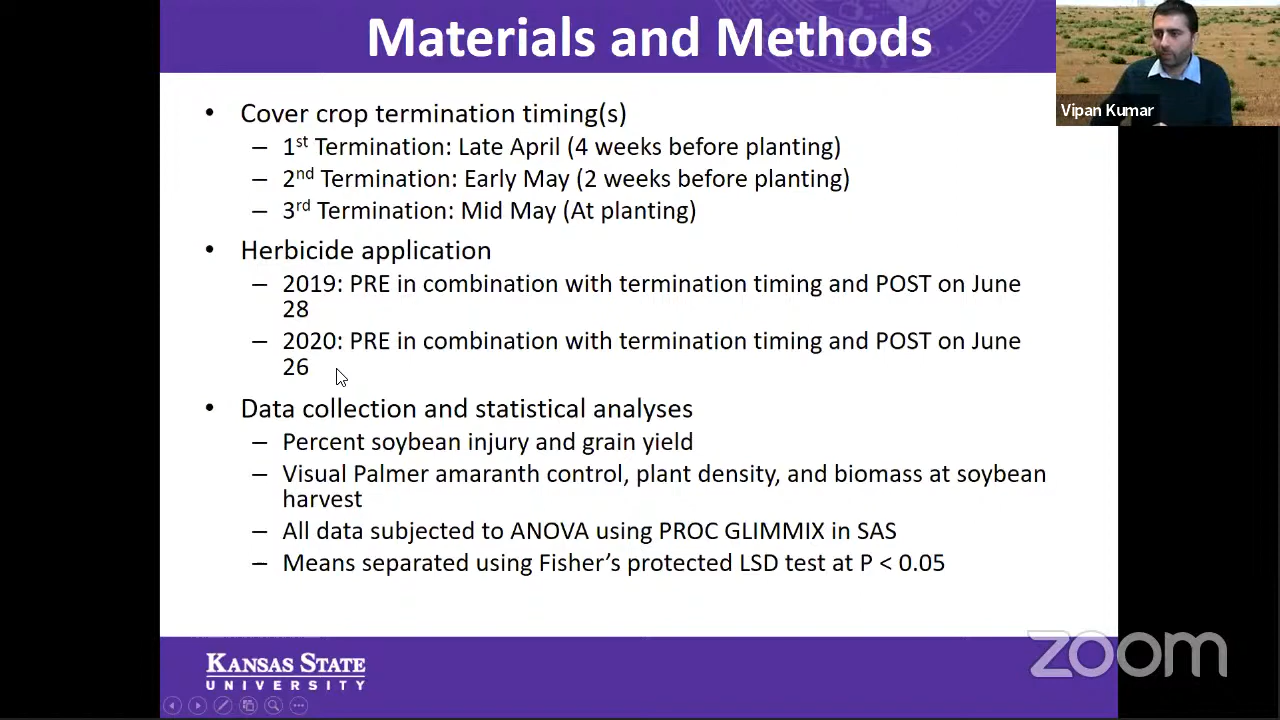 Materials and Methods
Vipan Kumar
• Cover crop termination timing(s)
– 1st Termination: Late April (4 weeks before planting)
– 2nd Termination: Early May (2 weeks before planting)
– 3rd Termination: Mid May (At planting)
• Herbicide application
– 2019: PRE in combination with termination timing and POST on June
28
– 2020: PRE in combination with termination timing and POST on June
26
• Data collection and statistical analyses
– Percent soybean injury and grain yield
– Visual Palmer amaranth control, plant density, and biomass at soybean
harvest
– All data subjected to ANOVA using PROC GLIMMIX in SAS
– Means separated using Fisher’s protected LSD test at P < 0.05
KANSAS STATE
UNIVERSITY
zoom